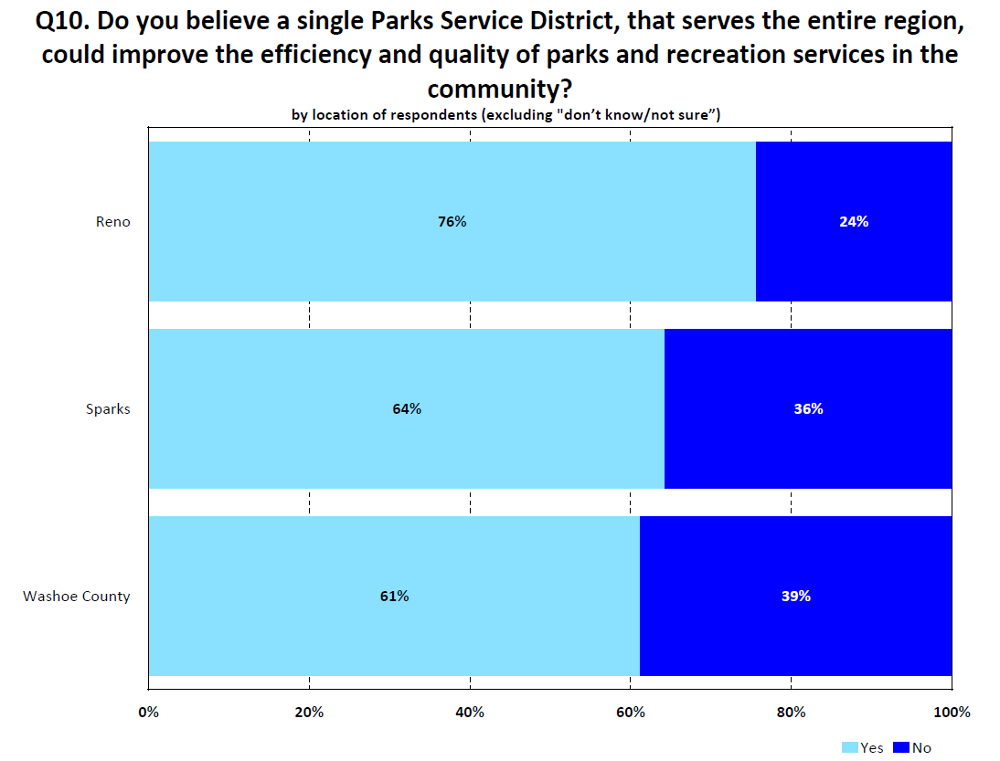 Q10. Do you believe a single Parks Service District, that serves the entire region,
could improve the efficiency and quality of parks and recreation services in the
community?
by location of respondents (excluding "don’t know/not sure”)
Reno
76%
24%
Sparks
64%
36%
Washoe County
61%
39%
0%
20%
40%
60%
80%
100%
Yes
No